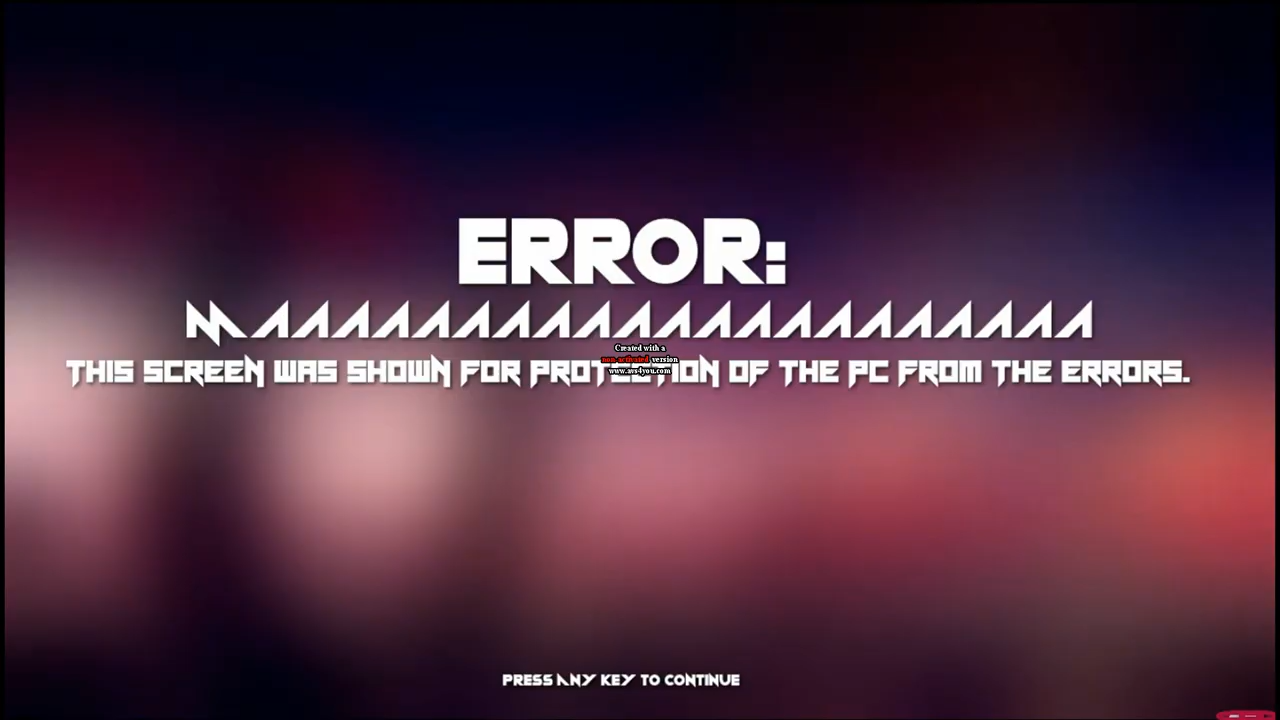 ERROR:
MAAAAAAAAAAAAAAAAAAAAA
Created with a
non-activated version
www.avs4you.com
THIS SCREEN WAS SHOWN FOR PROTECTION OF THE PC FROM THE ERRORS.
PRESS ANY KEY TO CONTINUE